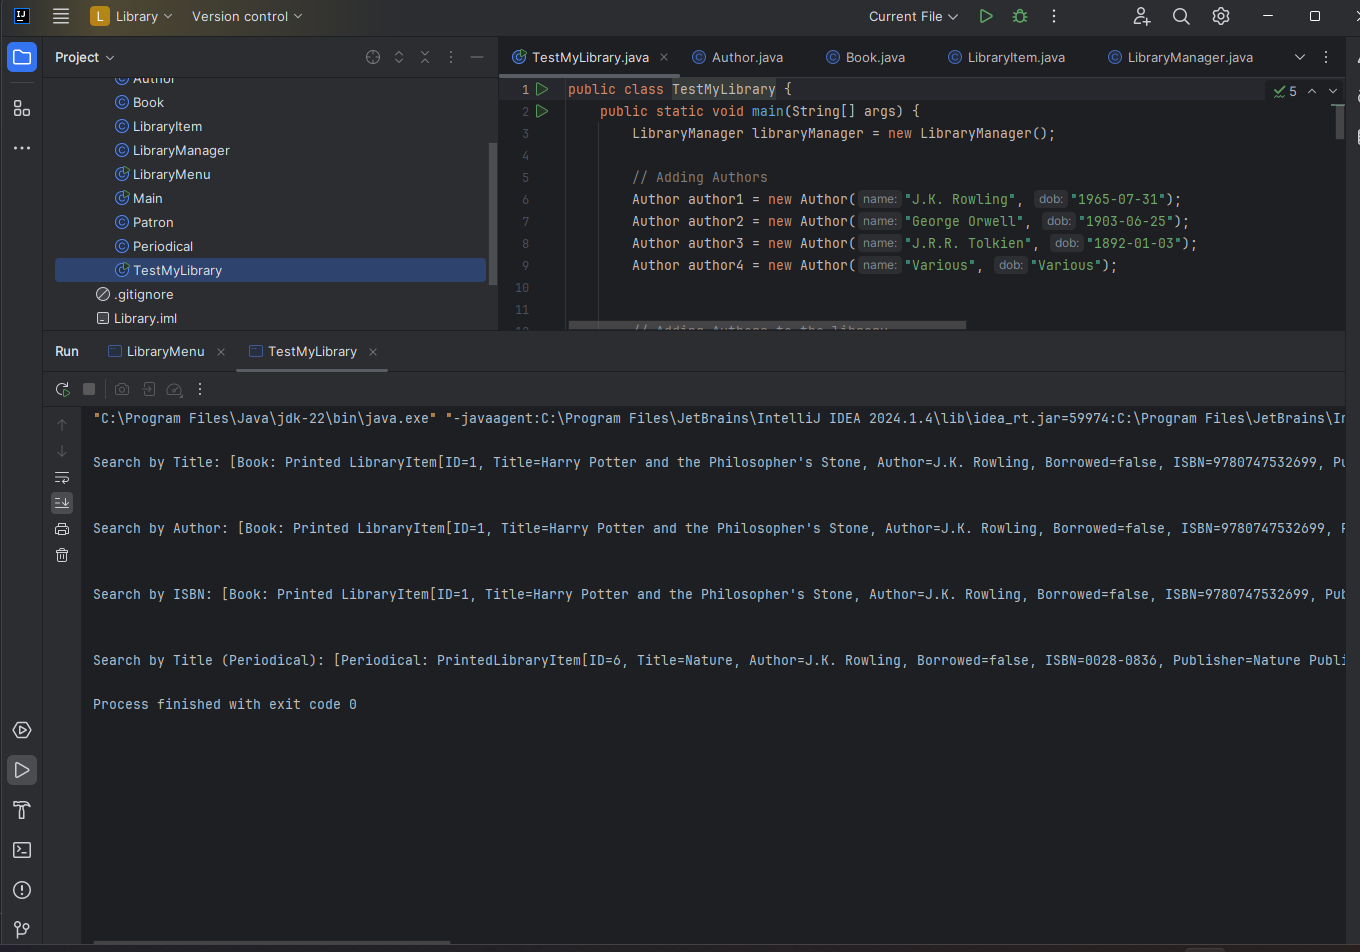 L Library Version control Current File
Project
TestMyLibrary.java Author.java Book.java LibraryItem.java LibraryManager.java
Author
Book
LibraryItem
LibraryManager
LibraryMenu
Main
Patron
Periodical
TestMyLibrary
.gitignore
Library.iml
1 public class TestMyLibrary { 5
2 public static void main(String[] args) {
3 LibraryManager libraryManager = new LibraryManager();
4
5 // Adding Authors
6 Author author1 = new Author( name: "J.K. Rowling", dob: "1965-07-31");
7 Author author2 = new Author( name: "George Orwell", dob: "1903-06-25");
8 Author author3 = new Author( name: "J.R.R. Tolkien", dob: "1892-01-03");
9 Author author4 = new Author( name: "Various", dob: "Various");
10
11
12 // Adding Authors to the library
Run LibraryMenu TestMyLibrary
"C:\Program Files\Java\jdk-22\bin\java.exe" "-javaagent:C:\Program Files\JetBrains\IntelliJ IDEA 2024.1.4\lib\idea_rt.jar=59974:C:\Program Files\JetBrains\In
Search by Title: [Book: Printed LibraryItem[ID=1, Title=Harry Potter and the Philosopher's Stone, Author=J.K. Rowling, Borrowed=false, ISBN=9780747532699, Pu
Search by Author: [Book: Printed LibraryItem[ID=1, Title=Harry Potter and the Philosopher's Stone, Author=J.K. Rowling, Borrowed=false, ISBN=9780747532699, P
Search by ISBN: [Book: Printed LibraryItem[ID=1, Title=Harry Potter and the Philosopher's Stone, Author=J.K. Rowling, Borrowed=false, ISBN=9780747532699, Pub
Search by Title (Periodical): [Periodical: PrintedLibraryItem[ID=6, Title=Nature, Author=J.K. Rowling, Borrowed=false, ISBN=0028-0836, Publisher=Nature Publi
Process finished with exit code 0